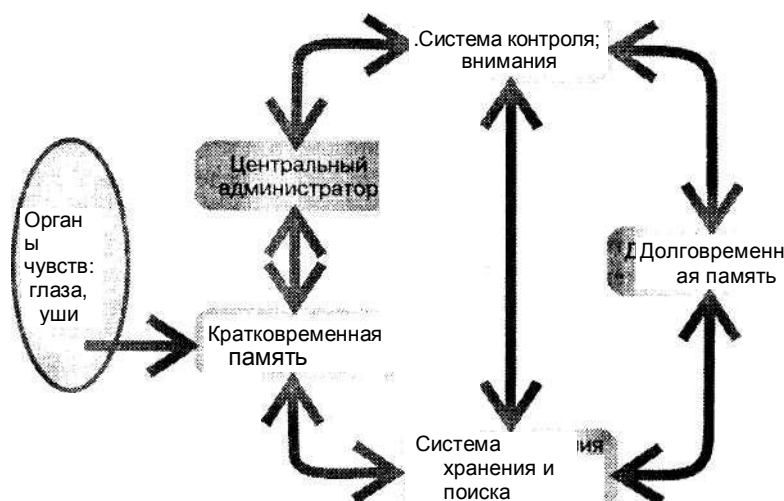 .Система контроля;
внимания
Центральный
администратор
Орган
ы
чувств:
глаза,
уши
Долговременн
ая память
Кратковременная
память
Система
хранения и
поиска